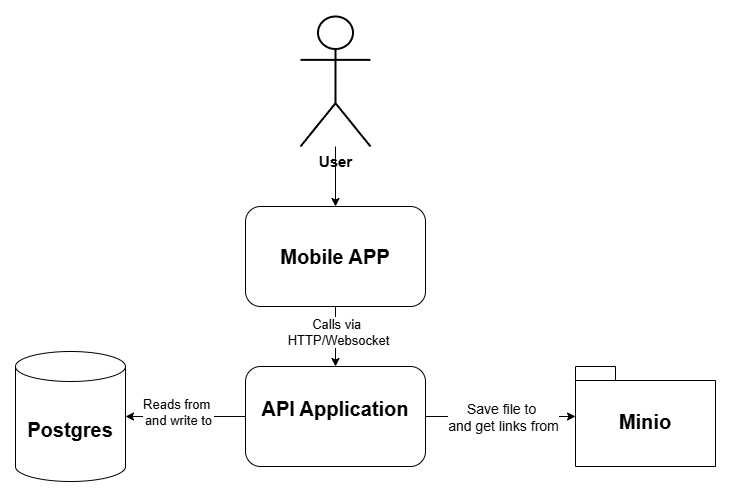 User
Mobile APP
Calls via
HTTP/Websocket
Postgres
Reads from
and write to
API Application
Save file to
and get links from
Minio